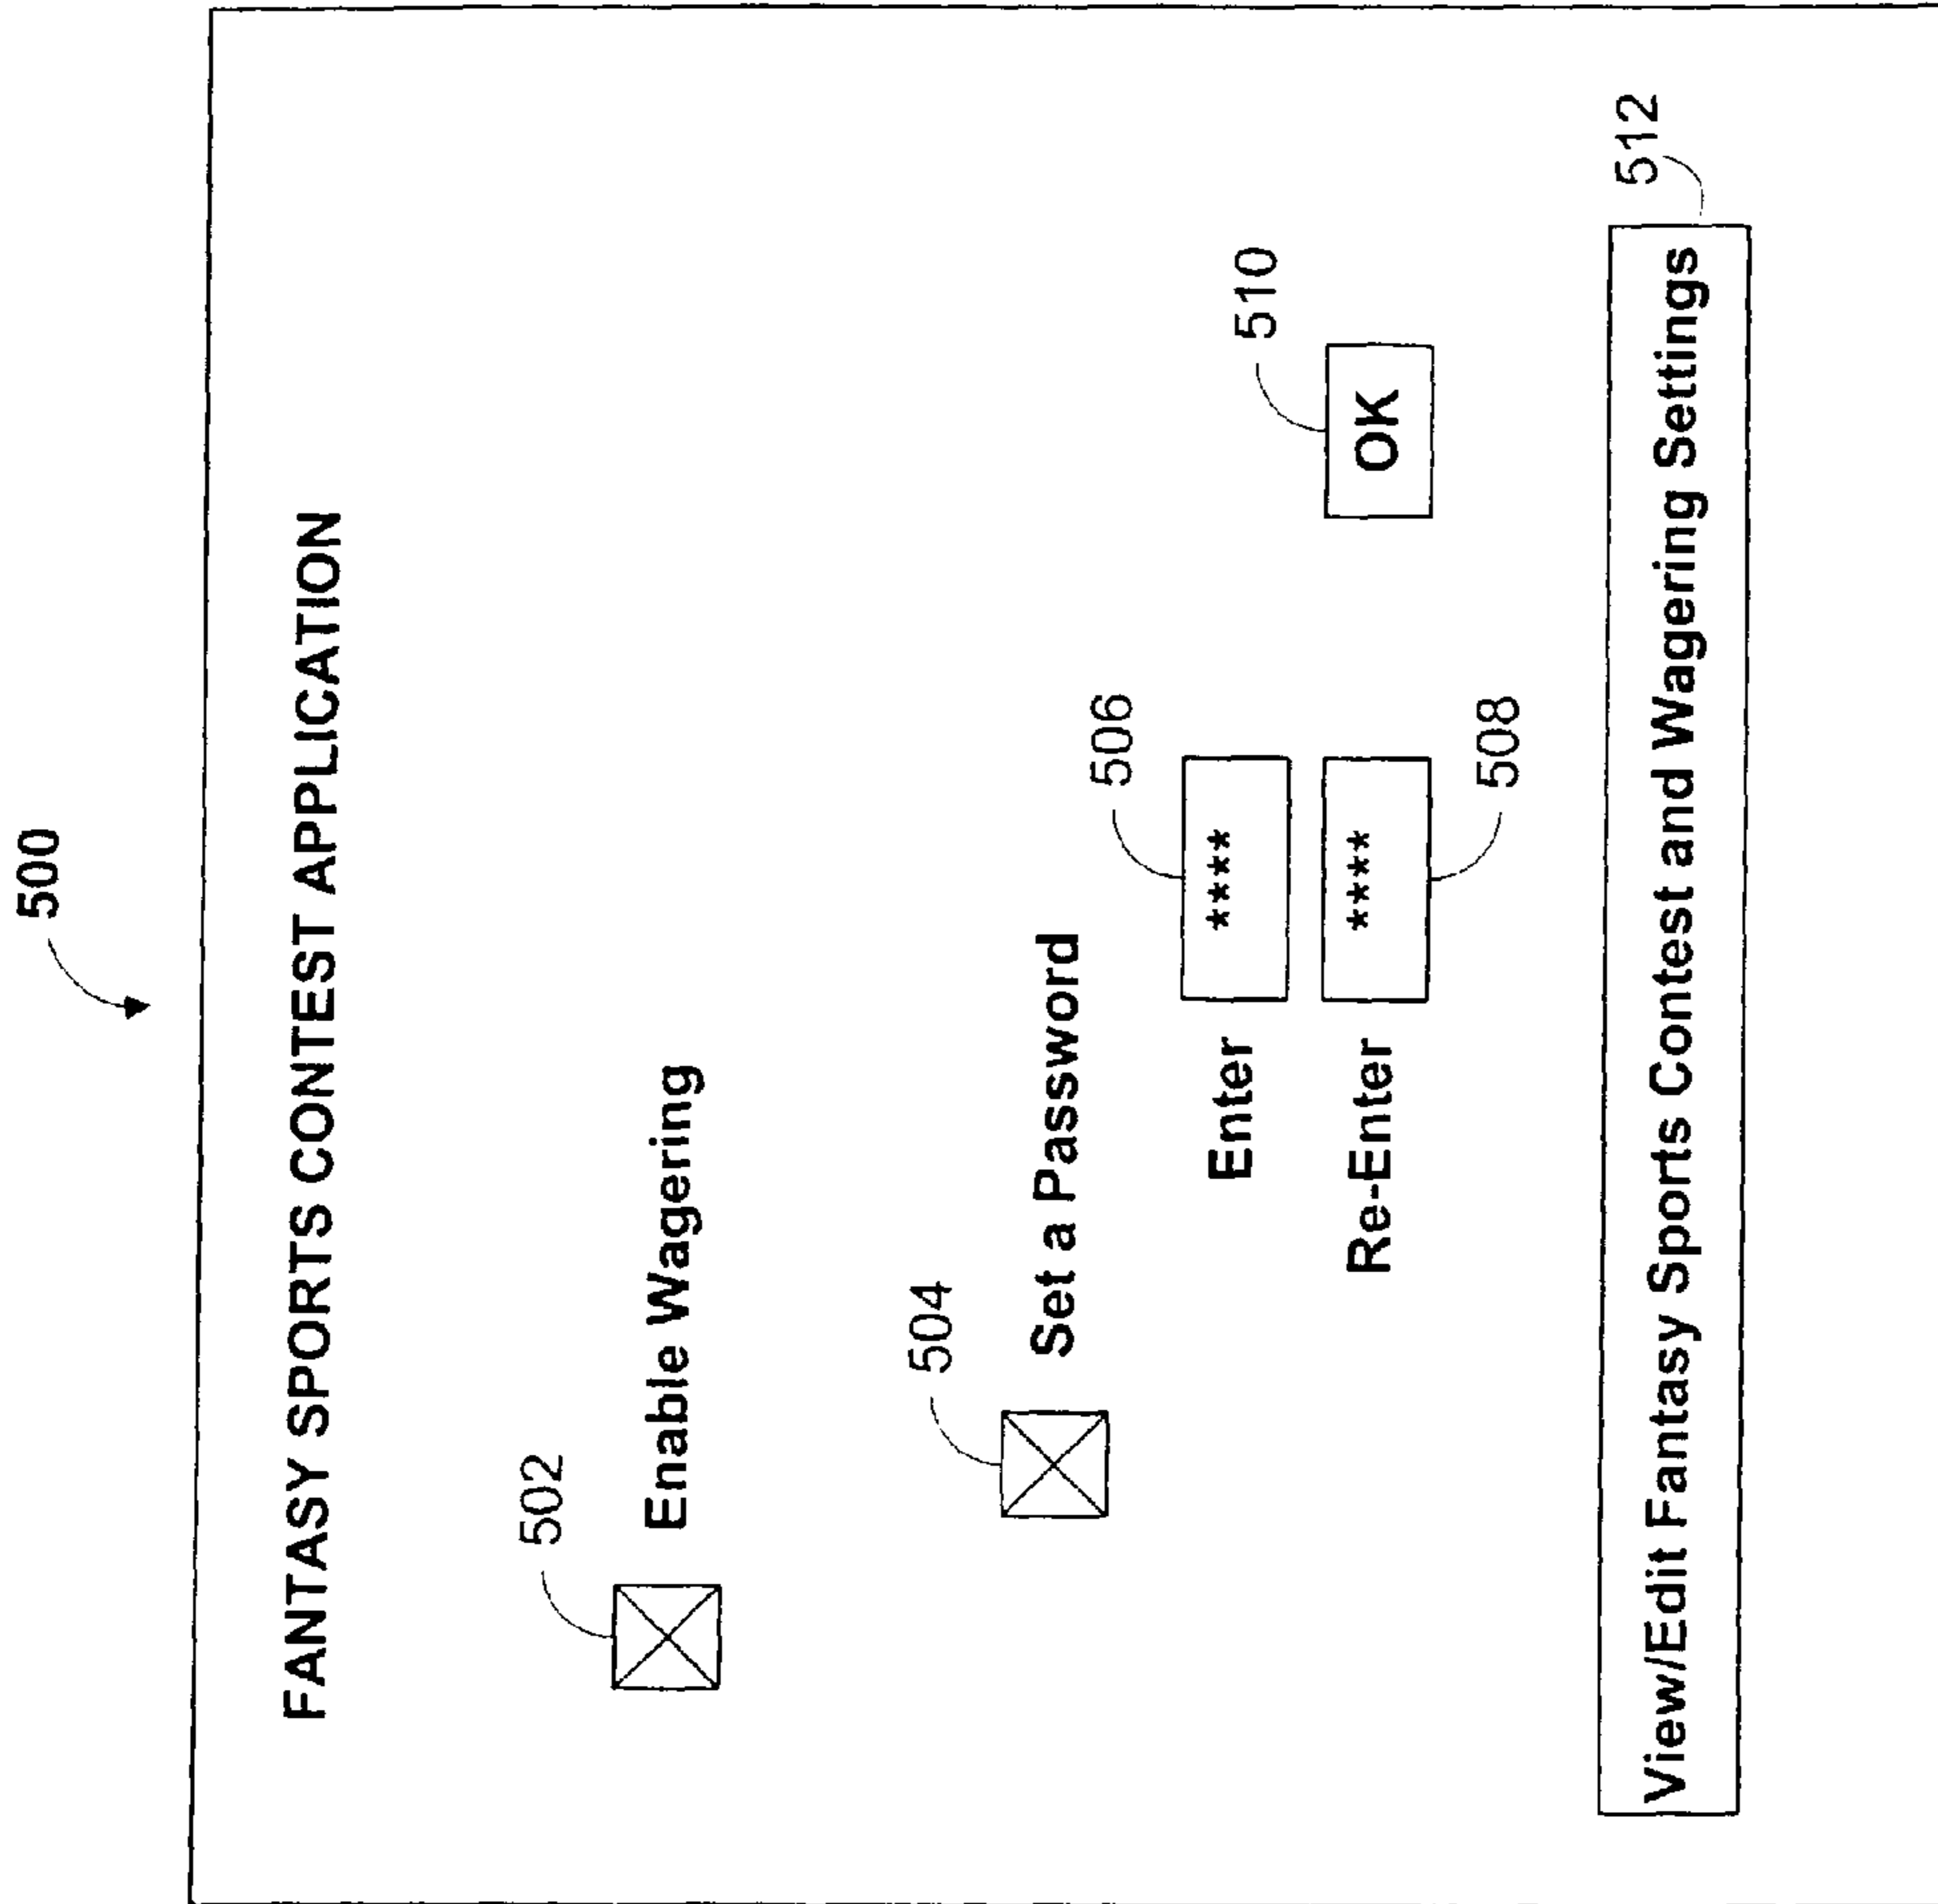 500
FANTASY SPORTS CONTEST APPLICATION
502
Enable Wagering
504
Set a Password
506
Enter ****
510
Re-Enter **** OK
508
512
View/Edit Fantasy Sports Contest and Wagering Settings